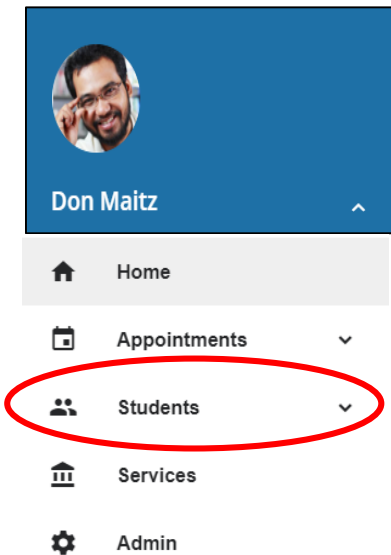 Don Maitz
Home
Appointments
Students
Services
Admin